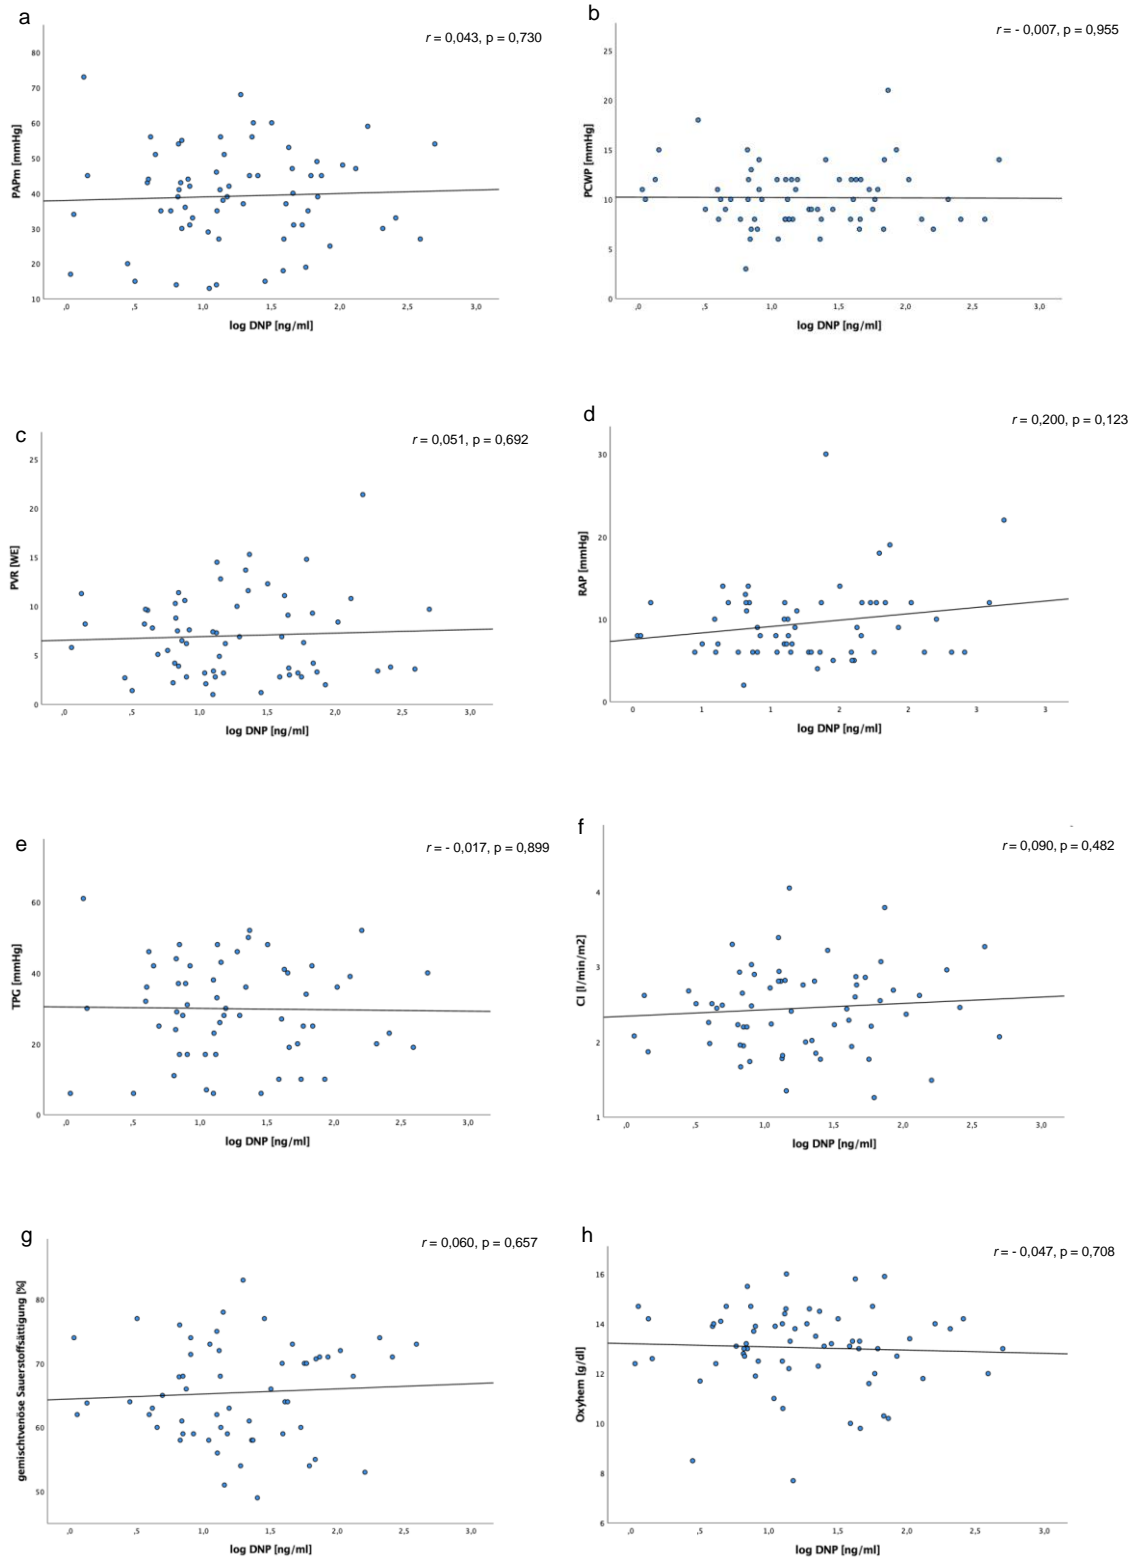 a
r = 0,043, p = 0,730
80
70
60
50
40
30
20
10
PAPm [mmHg]
,0 ,5 1,0 1,5 2,0 2,5 3,0
log DNP [ng/ml]
b
r = - 0,007, p = 0,955
25
20
15
10
5
0
PCWP [mmHg]
,0 ,5 1,0 1,5 2,0 2,5 3,0
log DNP [ng/ml]
c
r = 0,051, p = 0,692
25
20
15
10
5
0
PVR [WE]
,0 ,5 1,0 1,5 2,0 2,5 3,0
log DNP [ng/ml]
d
r = 0,200, p = 0,123
30
20
10
0
RAP [mmHg]
0 1 1 2 2 3 3
log DNP [ng/ml]
e
r = - 0,017, p = 0,899
60
40
20
0
TPG [mmHg]
,0 ,5 1,0 1,5 2,0 2,5 3,0
log DNP [ng/ml]
f
r = 0,090, p = 0,482
4
3
2
1
CI [l/min/m2]
,0 ,5 1,0 1,5 2,0 2,5 3,0
log DNP [ng/ml]
g
r = 0,060, p = 0,657
80
70
60
50
gemischtvenöse Sauerstoffsättigung [%]
,0 ,5 1,0 1,5 2,0 2,5 3,0
log DNP [ng/ml]
h
r = - 0,047, p = 0,708
16
14
12
10
8
6
Oxyhem [g/dl]
,0 ,5 1,0 1,5 2,0 2,5 3,0
log DNP [ng/ml]